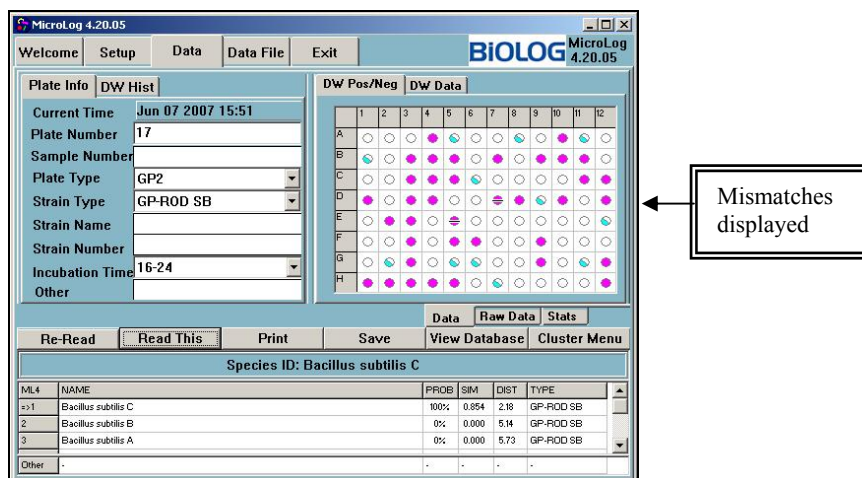 MicroLog 4.20.05
Welcome Setup Data Data File Exit BiOLOG MicroLog 4.20.05
Plate Info DW Hist
Current Time Jun 07 2007 15:51
Plate Number 17
Sample Number
Plate Type GP2
Strain Type GP-ROD SB
Strain Name
Strain Number
Incubation Time 16-24
Other
DW Pos/Neg DW Data
1 2 3 4 5 6 7 8 9 10 11 12
A
B
C
D
E
F
G
H
Mismatches
displayed
Data Raw Data Stats
Re-Read Read This Print Save View Database Cluster Menu
Species ID: Bacillus subtilis C
ML4 NAME PROB SIM DIST TYPE
=>1 Bacillus subtilis C 100% 0.854 2.18 GP-ROD SB
2 Bacillus subtilis B 0% 0.000 5.14 GP-ROD SB
3 Bacillus subtilis A 0% 0.000 5.73 GP-ROD SB
Other - - - - -